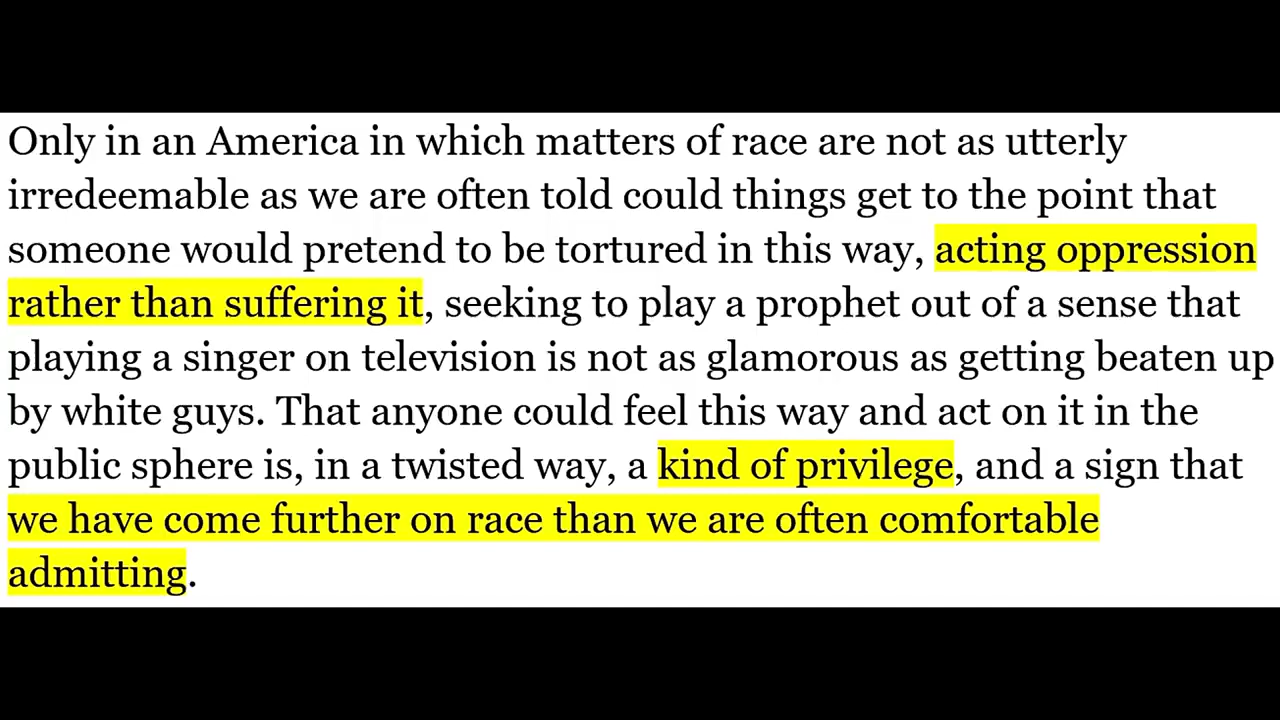 Only in an America in which matters of race are not as utterly
irredeemable as we are often told could things get to the point that
someone would pretend to be tortured in this way, acting oppression
rather than suffering it, seeking to play a prophet out of a sense that
playing a singer on television is not as glamorous as getting beaten up
by white guys. That anyone could feel this way and act on it in the
public sphere is, in a twisted way, a kind of privilege, and a sign that
we have come further on race than we are often comfortable
admitting.